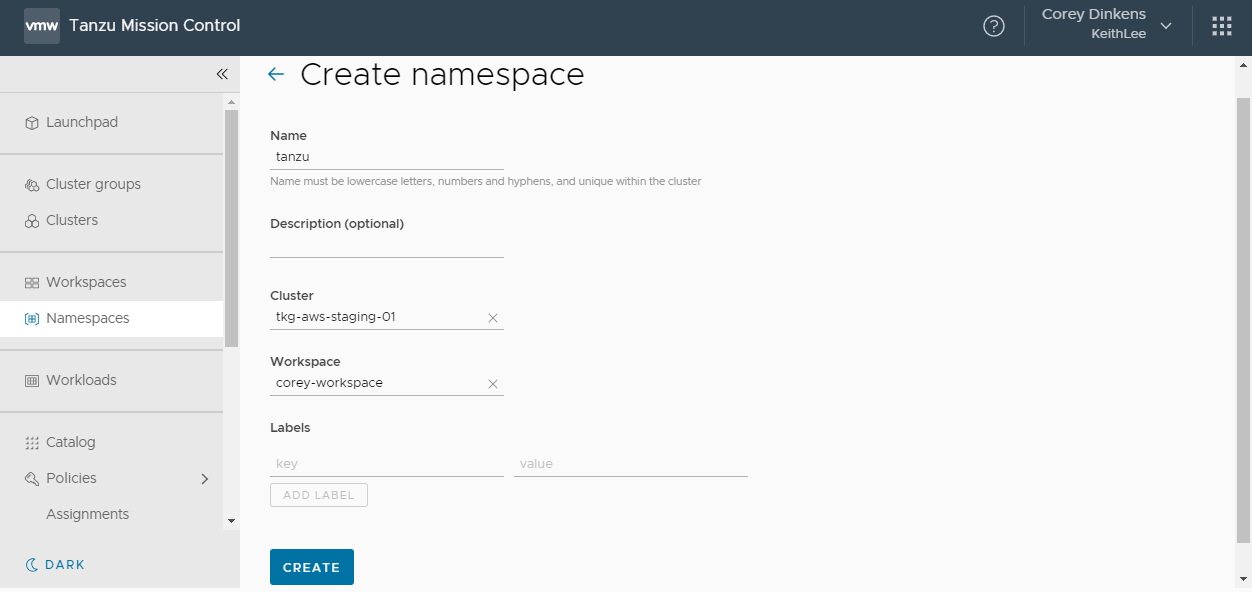 vmw Tanzu Mission Control
Corey Dinkens
KeithLee
Launchpad
Cluster groups
Clusters
Workspaces
Namespaces
Workloads
Catalog
Policies
Assignments
DARK
Create namespace
Name
tanzu
Name must be lowercase letters, numbers and hyphens, and unique within the cluster
Description (optional)
Cluster
tkg-aws-staging-01
Workspace
corey-workspace
Labels
key value
ADD LABEL
CREATE